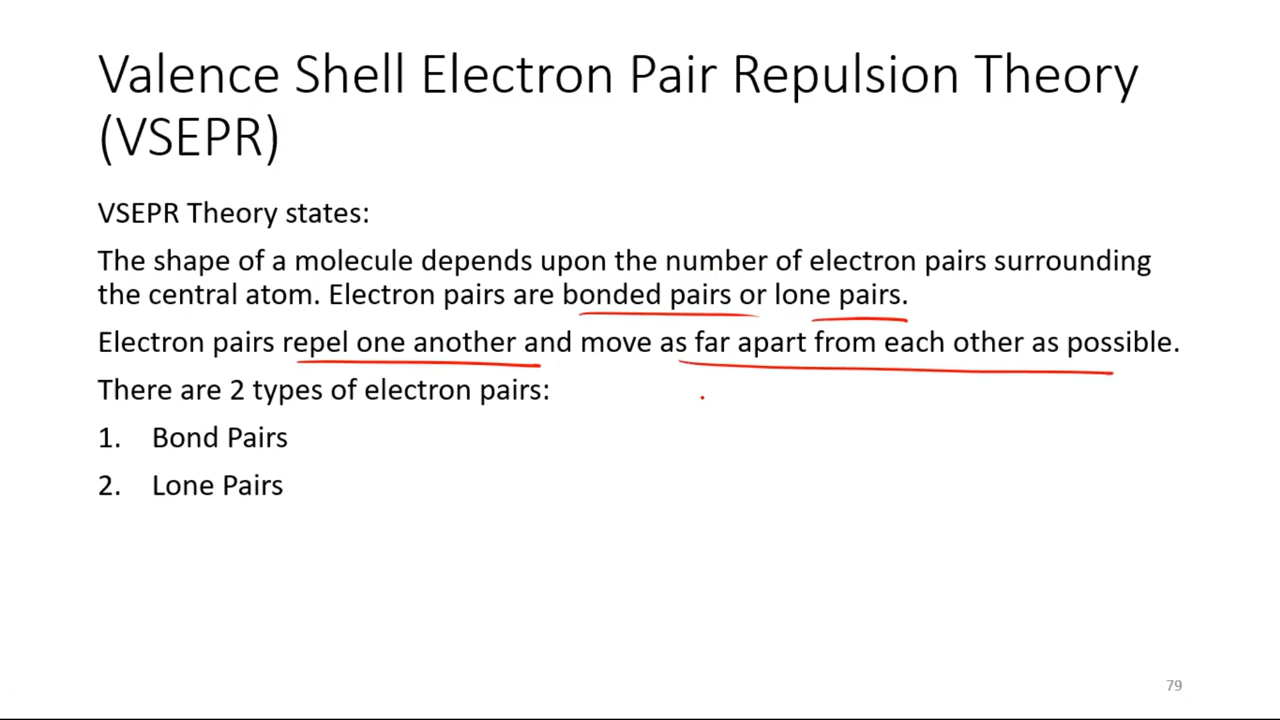 Valence Shell Electron Pair Repulsion Theory
(VSEPR)
VSEPR Theory states:
The shape of a molecule depends upon the number of electron pairs surrounding
the central atom. Electron pairs are bonded pairs or lone pairs.
Electron pairs repel one another and move as far apart from each other as possible.
There are 2 types of electron pairs:
1. Bond Pairs
2. Lone Pairs
79